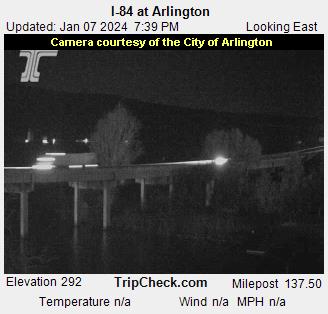 I-84 at Arlington
Updated: Jan 07 2024 7:39 PM Looking East
Camera courtesy of the City of Arlington
Elevation 292 TripCheck.com Milepost 137.50
Temperature n/a Wind n/a MPH n/a